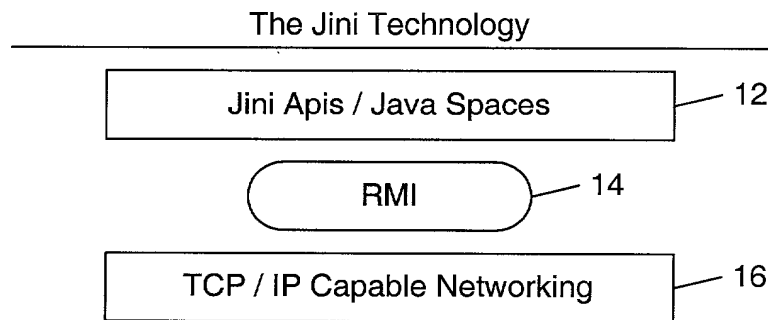 The Jini Technology
Jini Apis / Java Spaces
12
RMI
14
TCP / IP Capable Networking
16